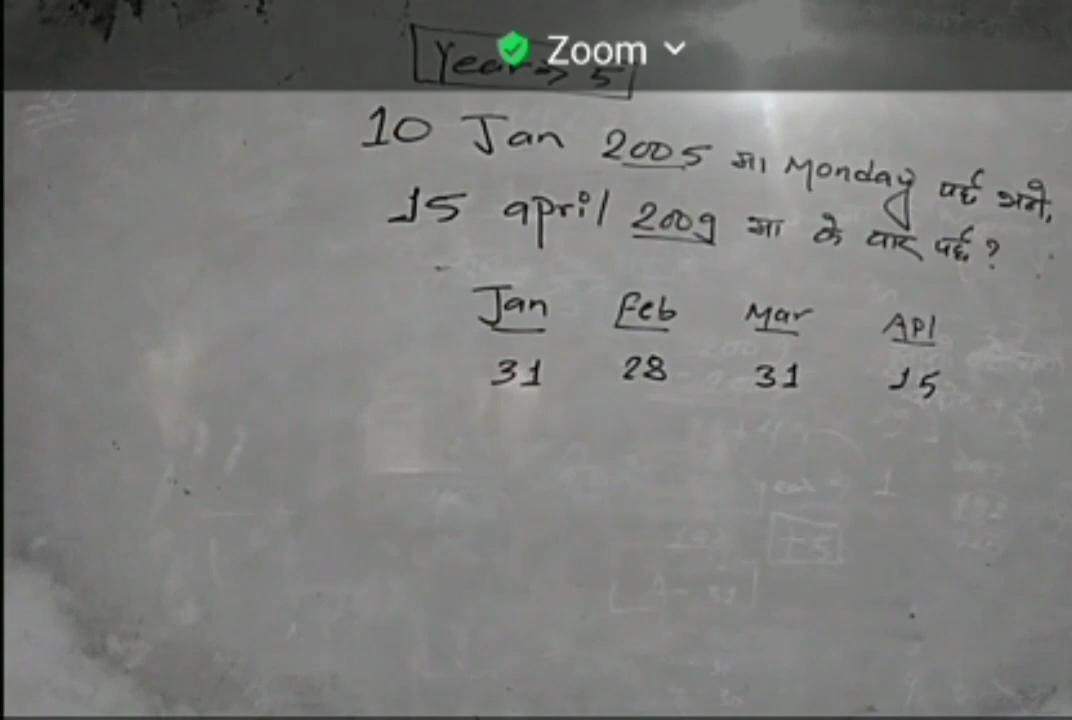 Zoom
Year → 5
10 Jan 2005 मा Monday पर्छ भने,
15 april 2009 मा के वार पर्छ ?
Jan Feb Mar Apl
31 28 31 15